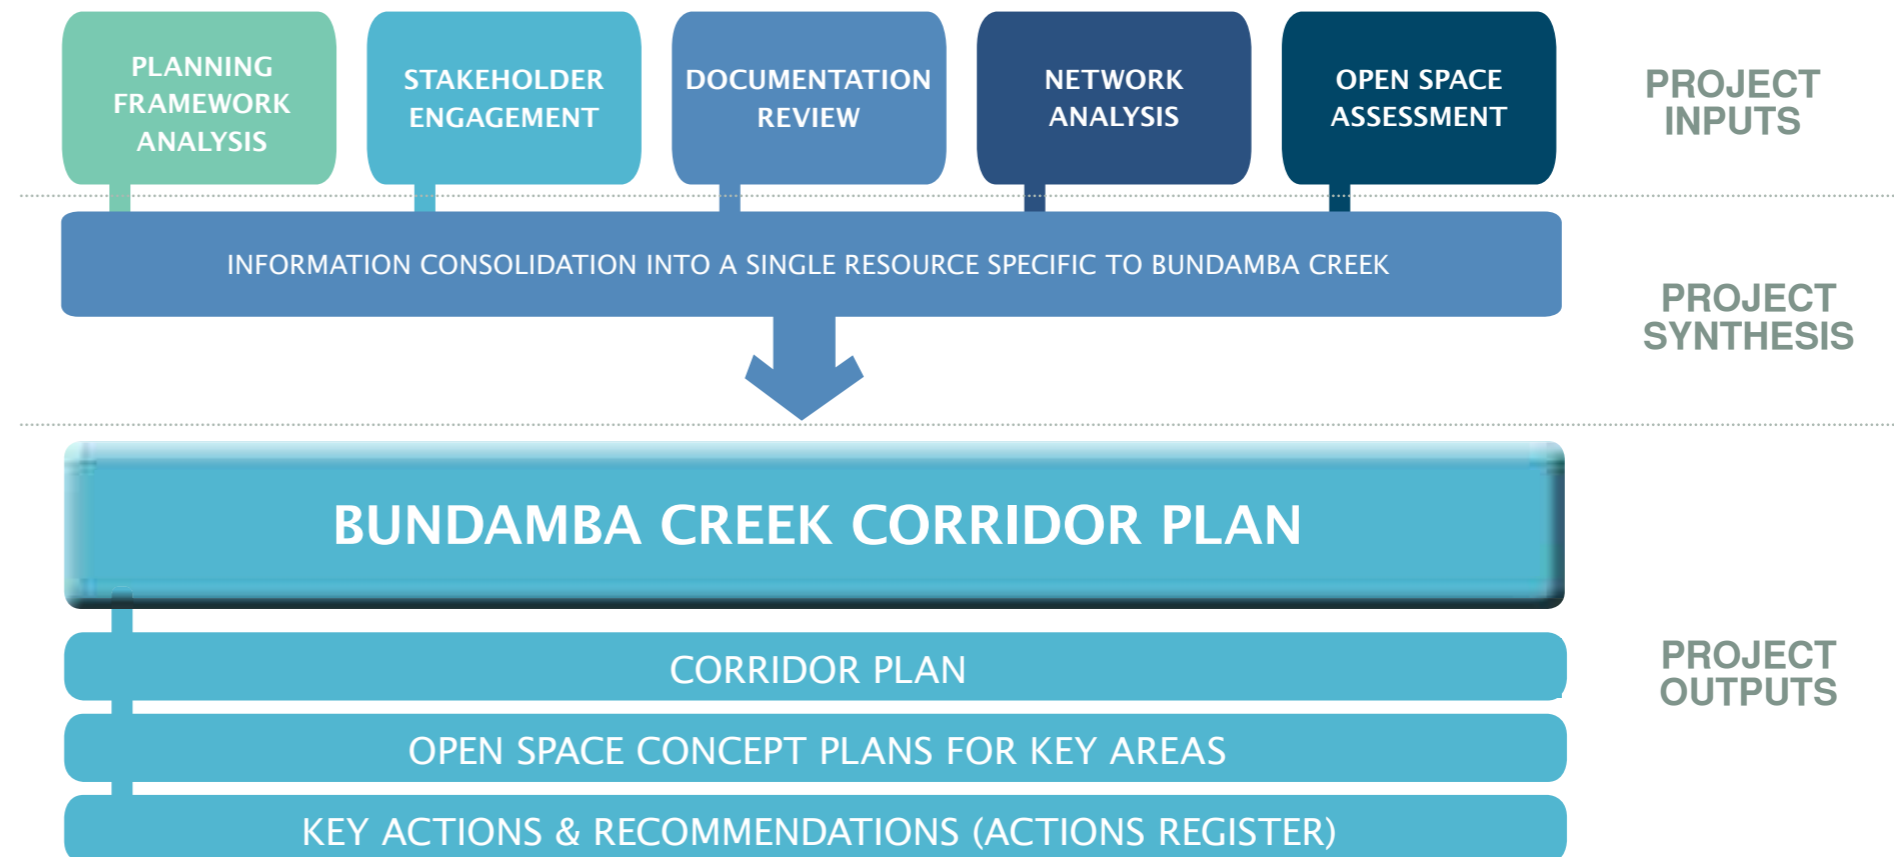 PLANNING
FRAMEWORK
ANALYSIS
STAKEHOLDER
ENGAGEMENT
DOCUMENTATION
REVIEW
NETWORK
ANALYSIS
OPEN SPACE
ASSESSMENT
PROJECT
INPUTS
INFORMATION CONSOLIDATION INTO A SINGLE RESOURCE SPECIFIC TO BUNDAMBA CREEK
PROJECT
SYNTHESIS
BUNDAMBA CREEK CORRIDOR PLAN
CORRIDOR PLAN
OPEN SPACE CONCEPT PLANS FOR KEY AREAS
KEY ACTIONS & RECOMMENDATIONS (ACTIONS REGISTER)
PROJECT
OUTPUTS